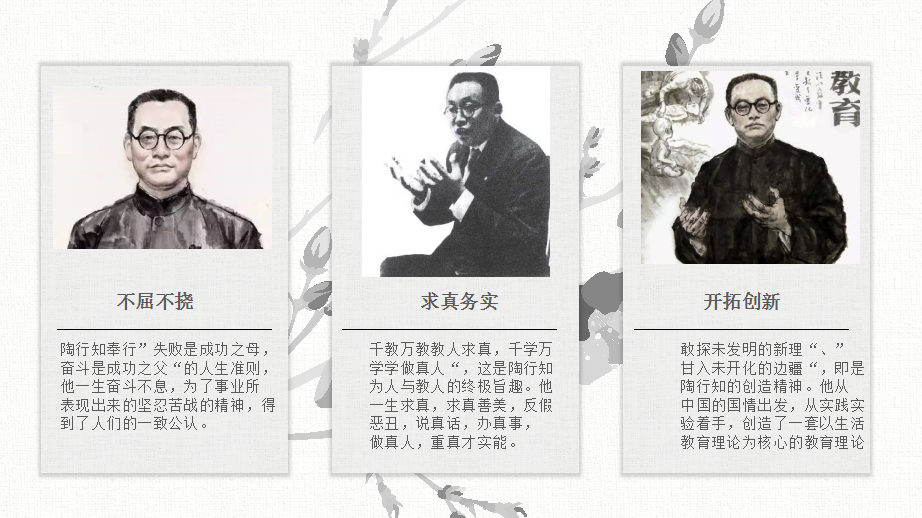 教育
不屈不挠
陶行知奉行”失败是成功之母，
奋斗是成功之父“的人生准则，
他一生奋斗不息，为了事业所
表现出来的坚忍苦战的精神，得
到了人们的一致公认。
求真务实
千教万教教人求真，千学万
学学做真人“，这是陶行知
为人与教人的终极旨趣。他
一生求真，求真善美，反假
恶丑，说真话，办真事，
做真人，重真才实能。
开拓创新
敢探未发明的新理“、”
甘入未开化的边疆“，即是
陶行知的创造精神。他从
中国的国情出发，从实践实
验着手，创造了一套以生活
教育理论为核心的教育理论